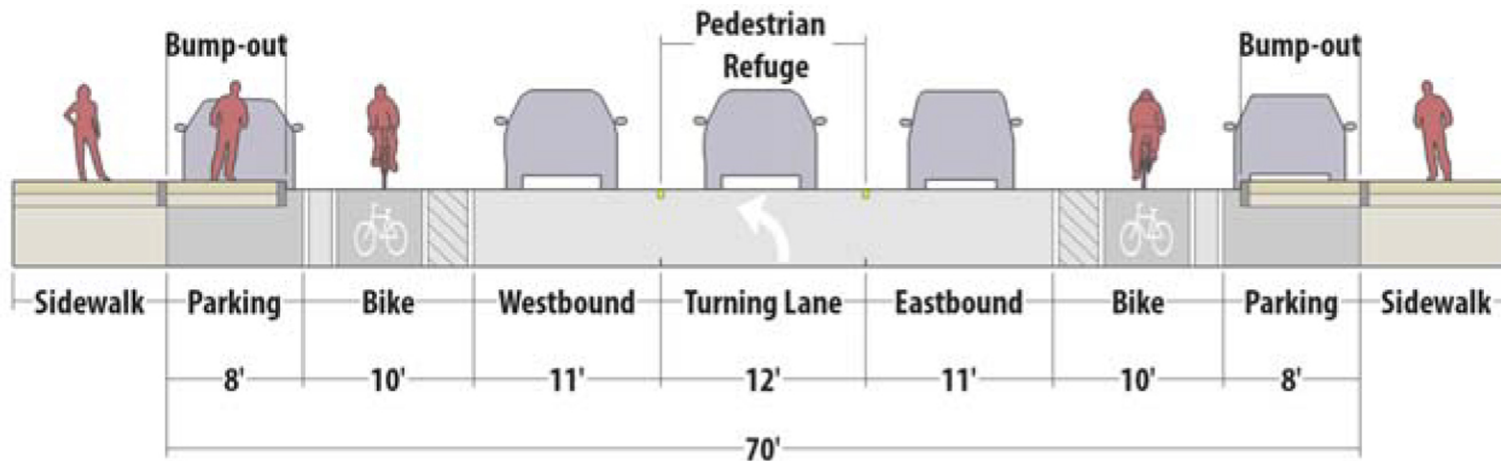 Pedestrian
Refuge
Bump-out
Bump-out
Sidewalk Parking Bike Westbound Turning Lane Eastbound Bike Parking Sidewalk
8' 10' 11' 12' 11' 10' 8'
70'